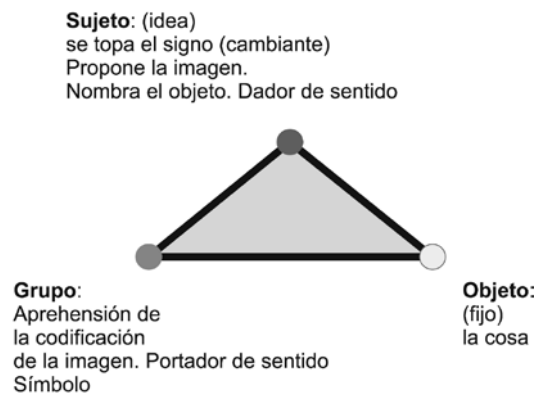 Sujeto: (idea)
se topa el signo (cambiante)
Propone la imagen.
Nombra el objeto. Dador de sentido
Grupo:
Aprehensión de
la codificación
de la imagen. Portador de sentido
Símbolo
Objeto:
(fijo)
la cosa